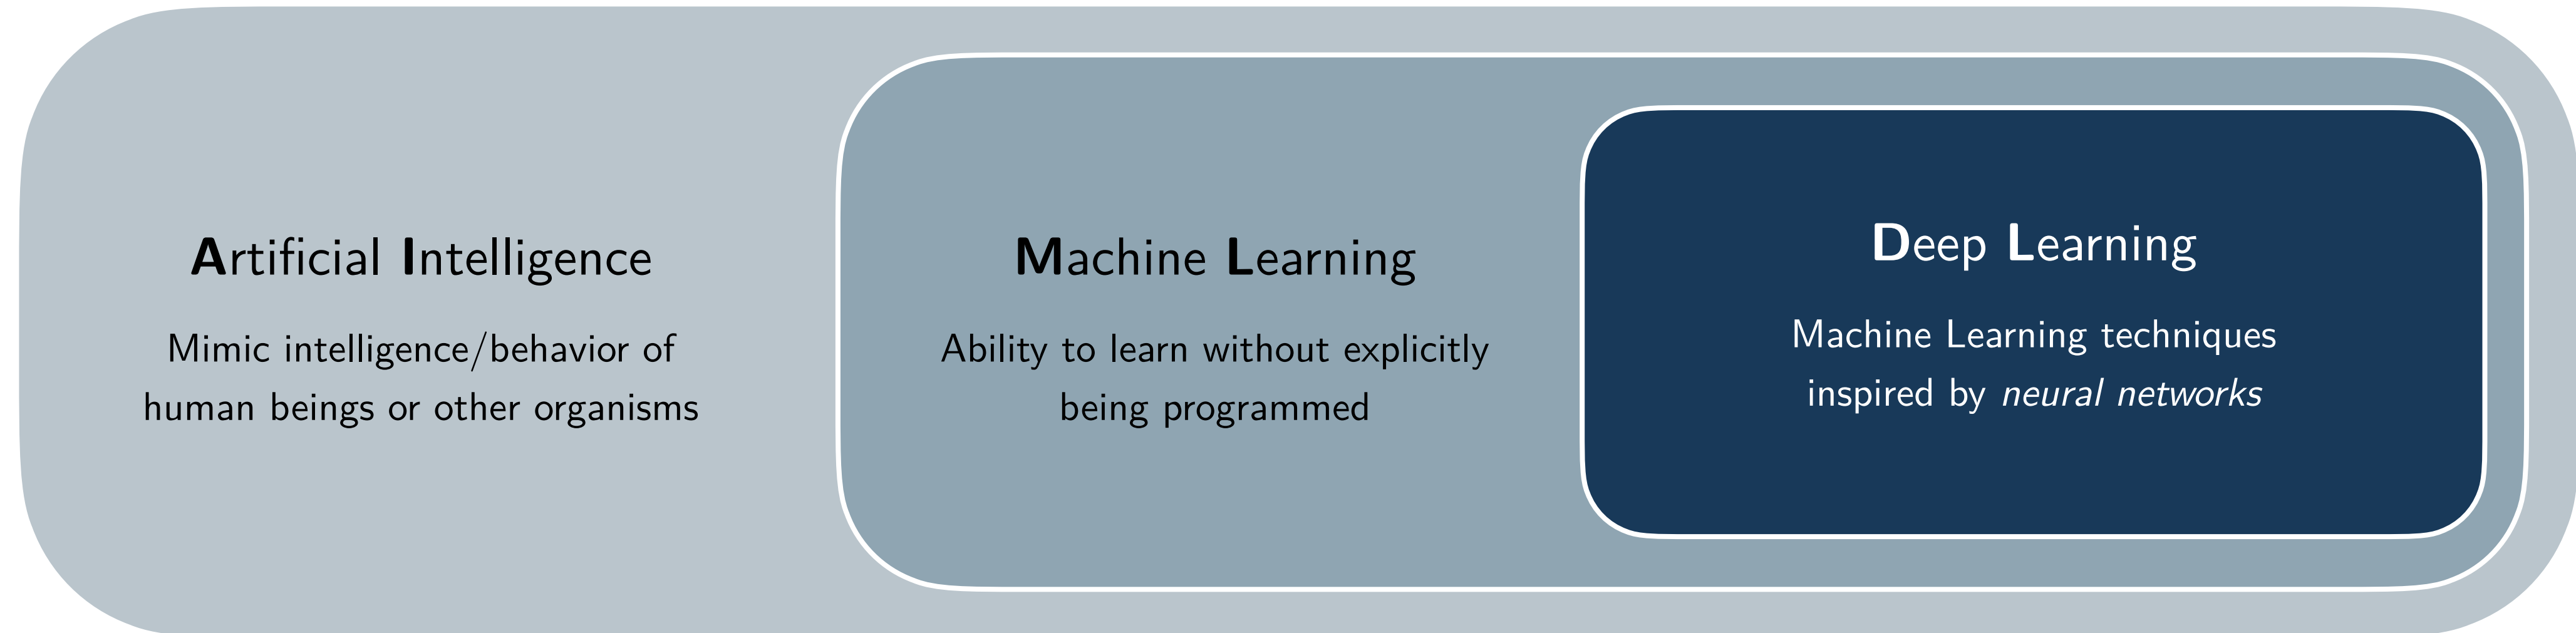 Artificial Intelligence
Mimic intelligence/behavior of
human beings or other organisms
Machine Learning
Ability to learn without explicitly
being programmed
Deep Learning
Machine Learning techniques
inspired by neural networks